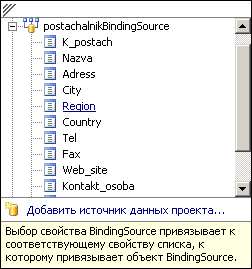 postachalnikBindingSource
K_postach
Nazva
Adress
City
Region
Country
Tel
Fax
Web_site
Kontakt_osoba
Добавить источник данных проекта...
Выбор свойства BindingSource привязывает к
соответствующему свойству списка, к
которому привязывает объект BindingSource.